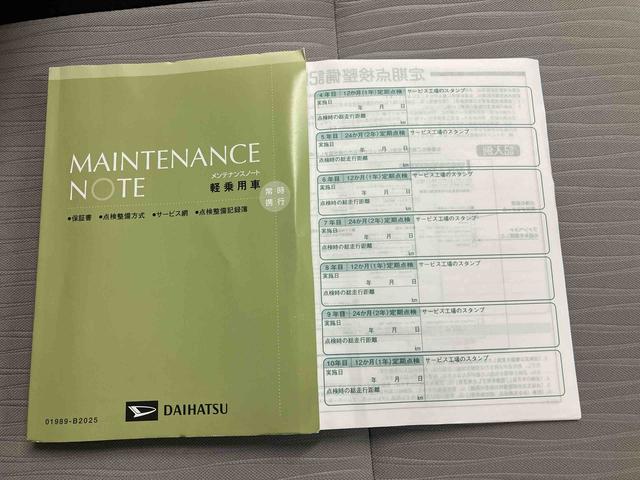 MAINTENANCE
NOTE
メンテナンスノート
軽乗用車
常時
携行
●保証書 ●点検整備方式 ●サービス網 ●点検整備記録簿
DAIHATSU
01989-B2025
4年目 12か月(1年)定期点検 サービス工場のスタンプ
実施日
年 月 日
点検時の総走行距離
km
5年目 24か月(2年)定期点検 サービス工場のスタンプ
実施日
年 月 日
点検時の総走行距離
km
6年目 12か月(1年)定期点検 サービス工場のスタンプ
実施日
年 月 日
点検時の総走行距離
km
7年目 24か月(2年)定期点検 サービス工場のスタンプ
実施日
年 月 日
点検時の総走行距離
km
8年目 12か月(1年)定期点検 サービス工場のスタンプ
実施日
年 月 日
点検時の総走行距離
km
9年目 24か月(2年)定期点検 サービス工場のスタンプ
実施日
年 月 日
点検時の総走行距離
km
10年目 12か月(1年)定期点検 サービス工場のスタンプ
実施日
年 月 日
点検時の総走行距離
km